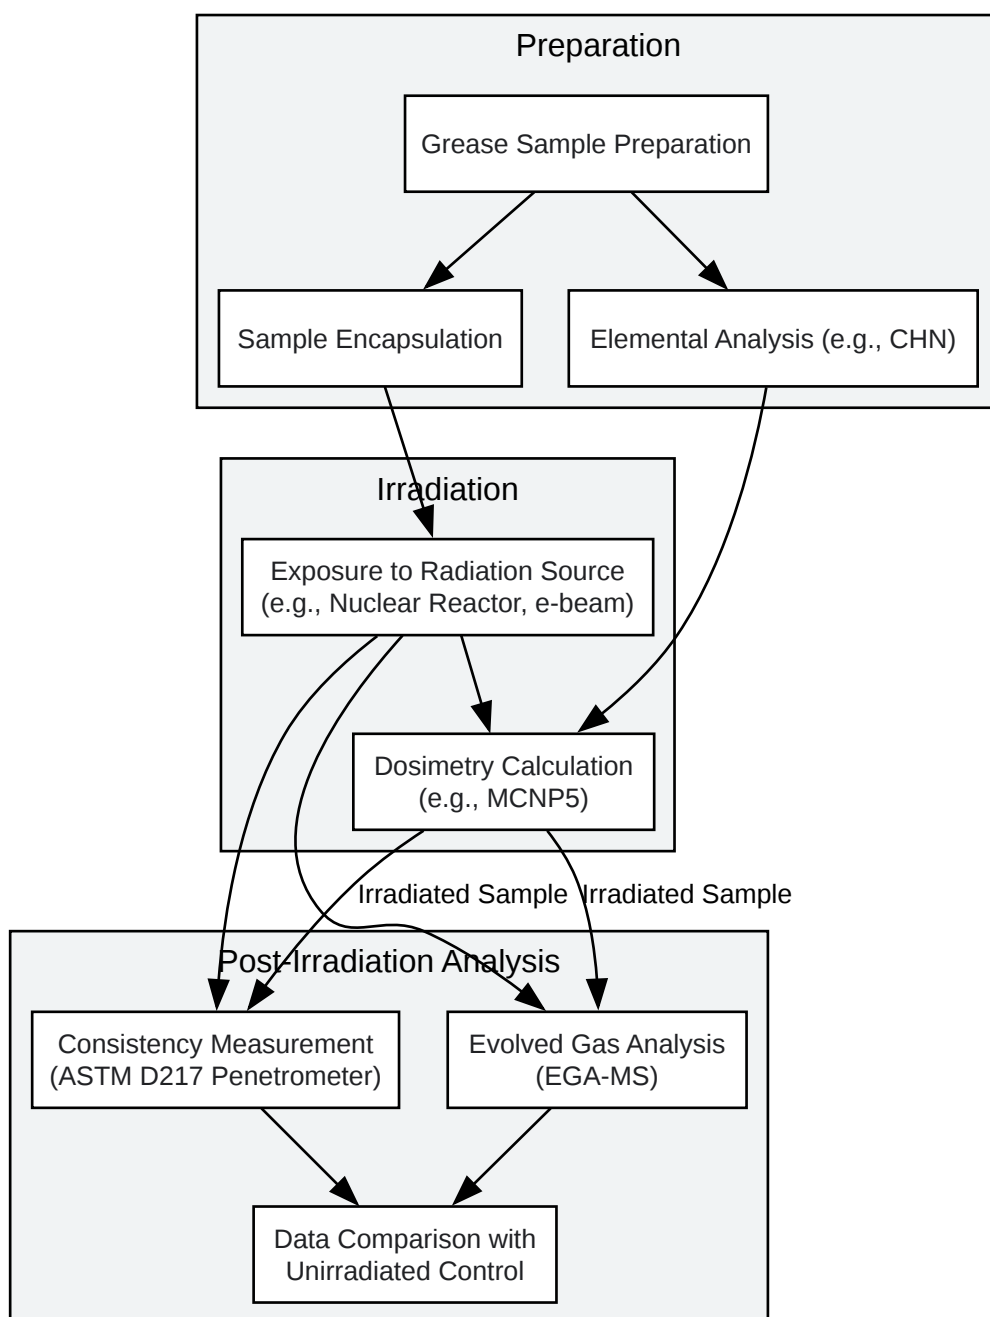 Preparation
Grease Sample Preparation
Sample Encapsulation
Elemental Analysis (e.g., CHN)
Irradiation
Exposure to Radiation Source
(e.g., Nuclear Reactor, e-beam)
Dosimetry Calculation
(e.g., MCNP5)
Irradiated Sample
Irradiated Sample
Post-Irradiation Analysis
Consistency Measurement
(ASTM D217 Penetrometer)
Evolved Gas Analysis
(EGA-MS)
Data Comparison with
Unirradiated Control